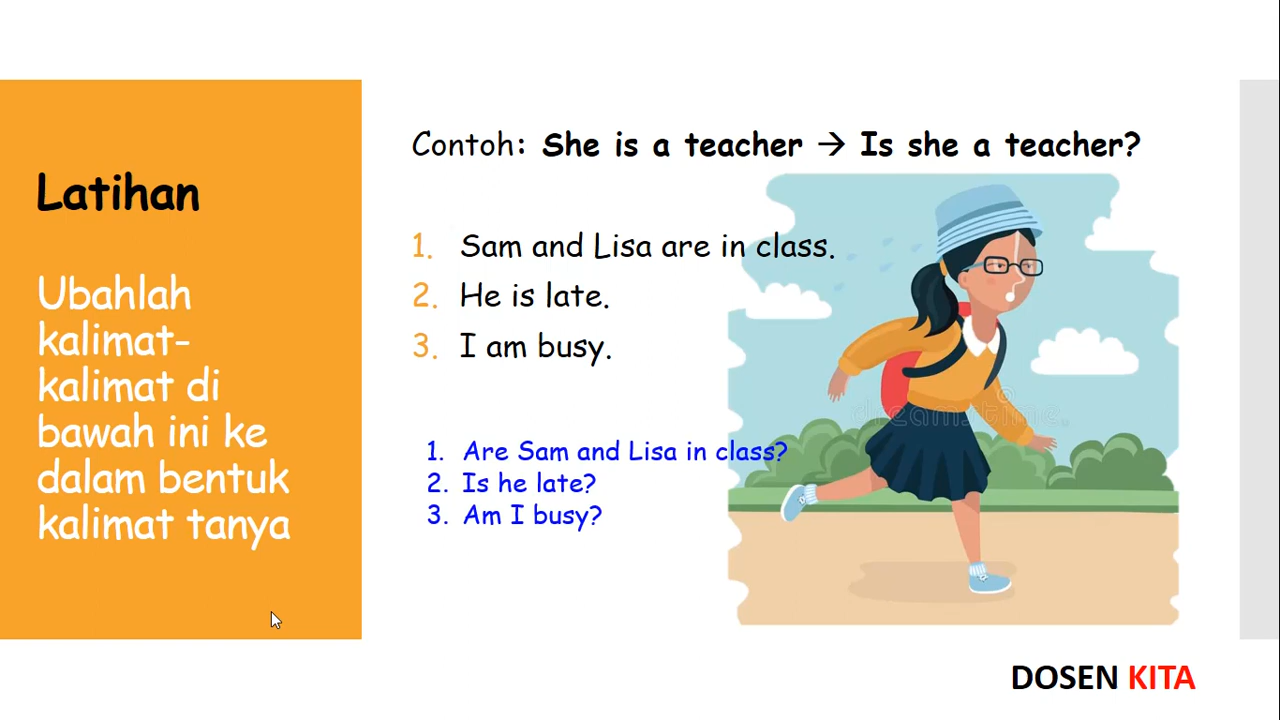 Latihan
Ubahlah
kalimat-
kalimat di
bawah ini ke
dalam bentuk
kalimat tanya
Contoh: She is a teacher → Is she a teacher?
1. Sam and Lisa are in class.
2. He is late.
3. I am busy.
1. Are Sam and Lisa in class?
2. Is he late?
3. Am I busy?
dreamstime.
DOSEN KITA